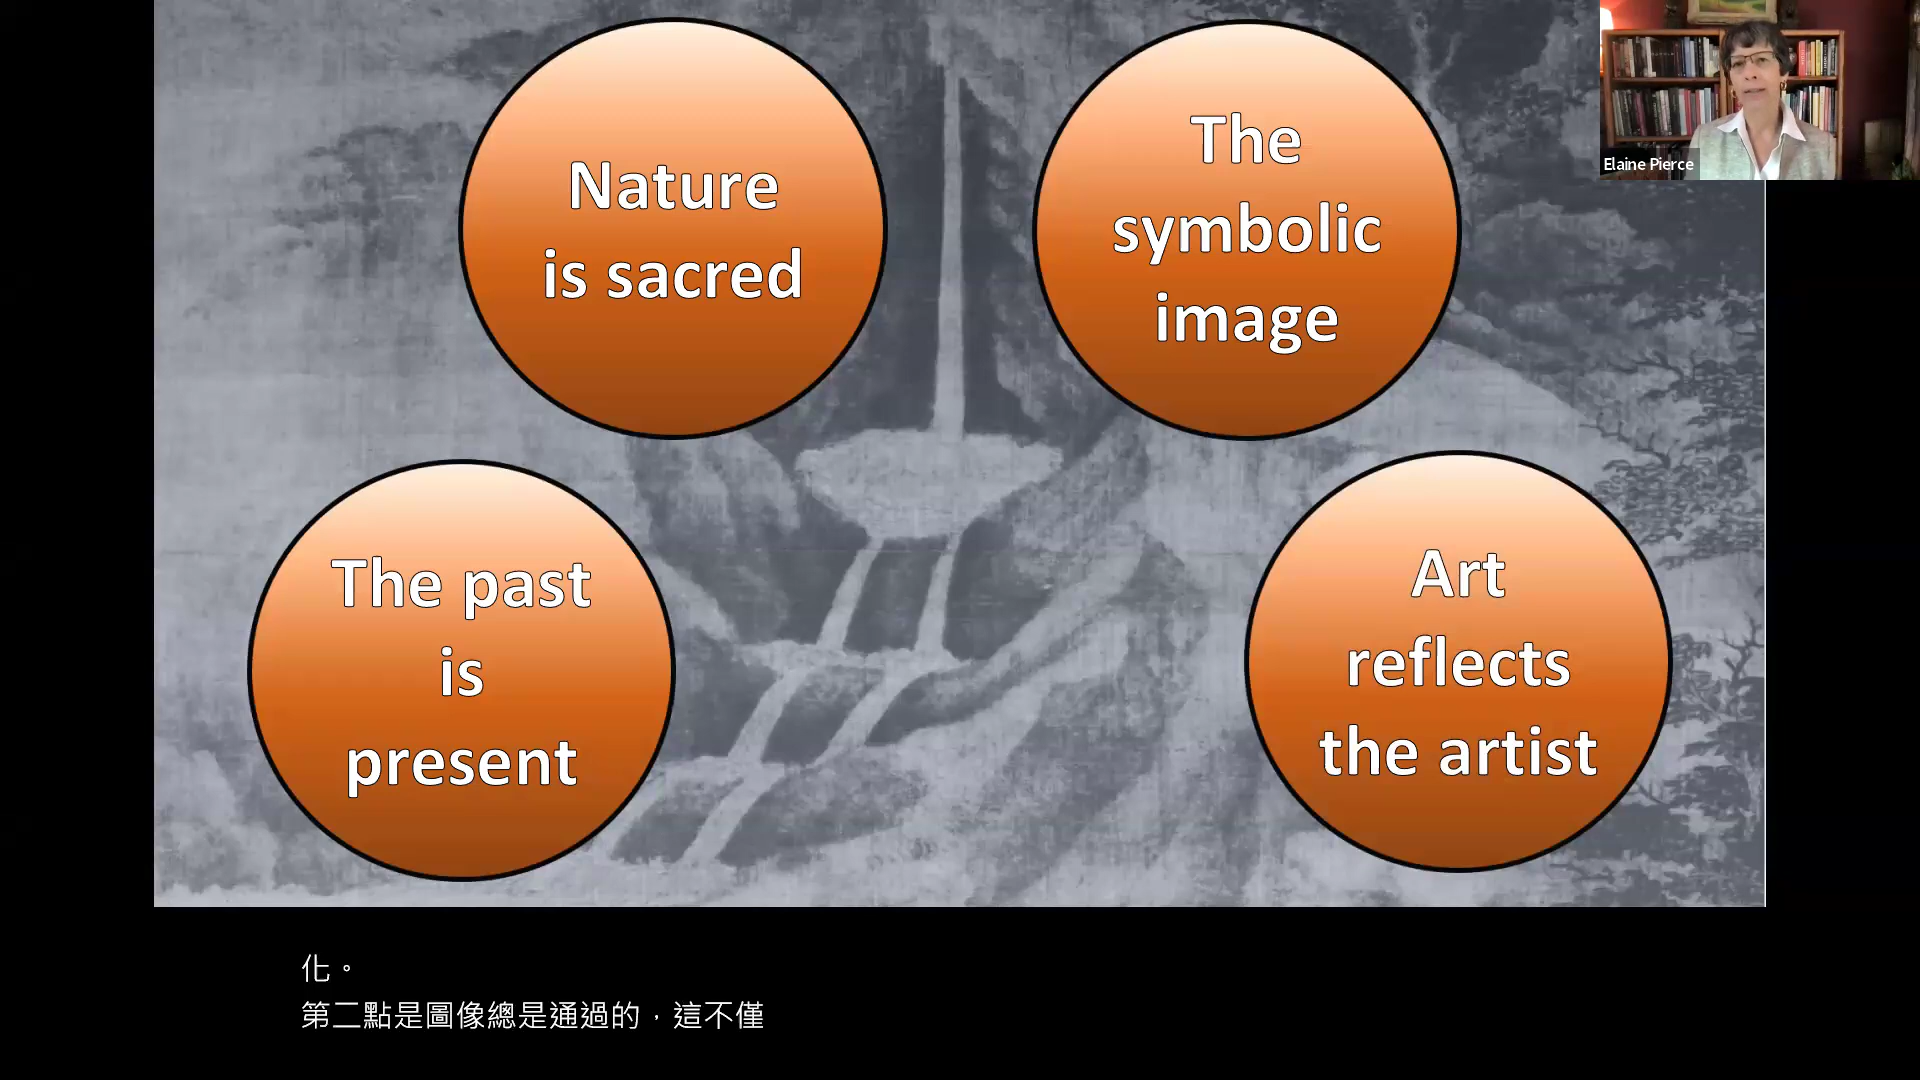 Nature
is sacred
The
symbolic
image
The past
is
present
Art
reflects
the artist
Elaine Pierce
化。
第二點是圖像總是通過的，這不僅